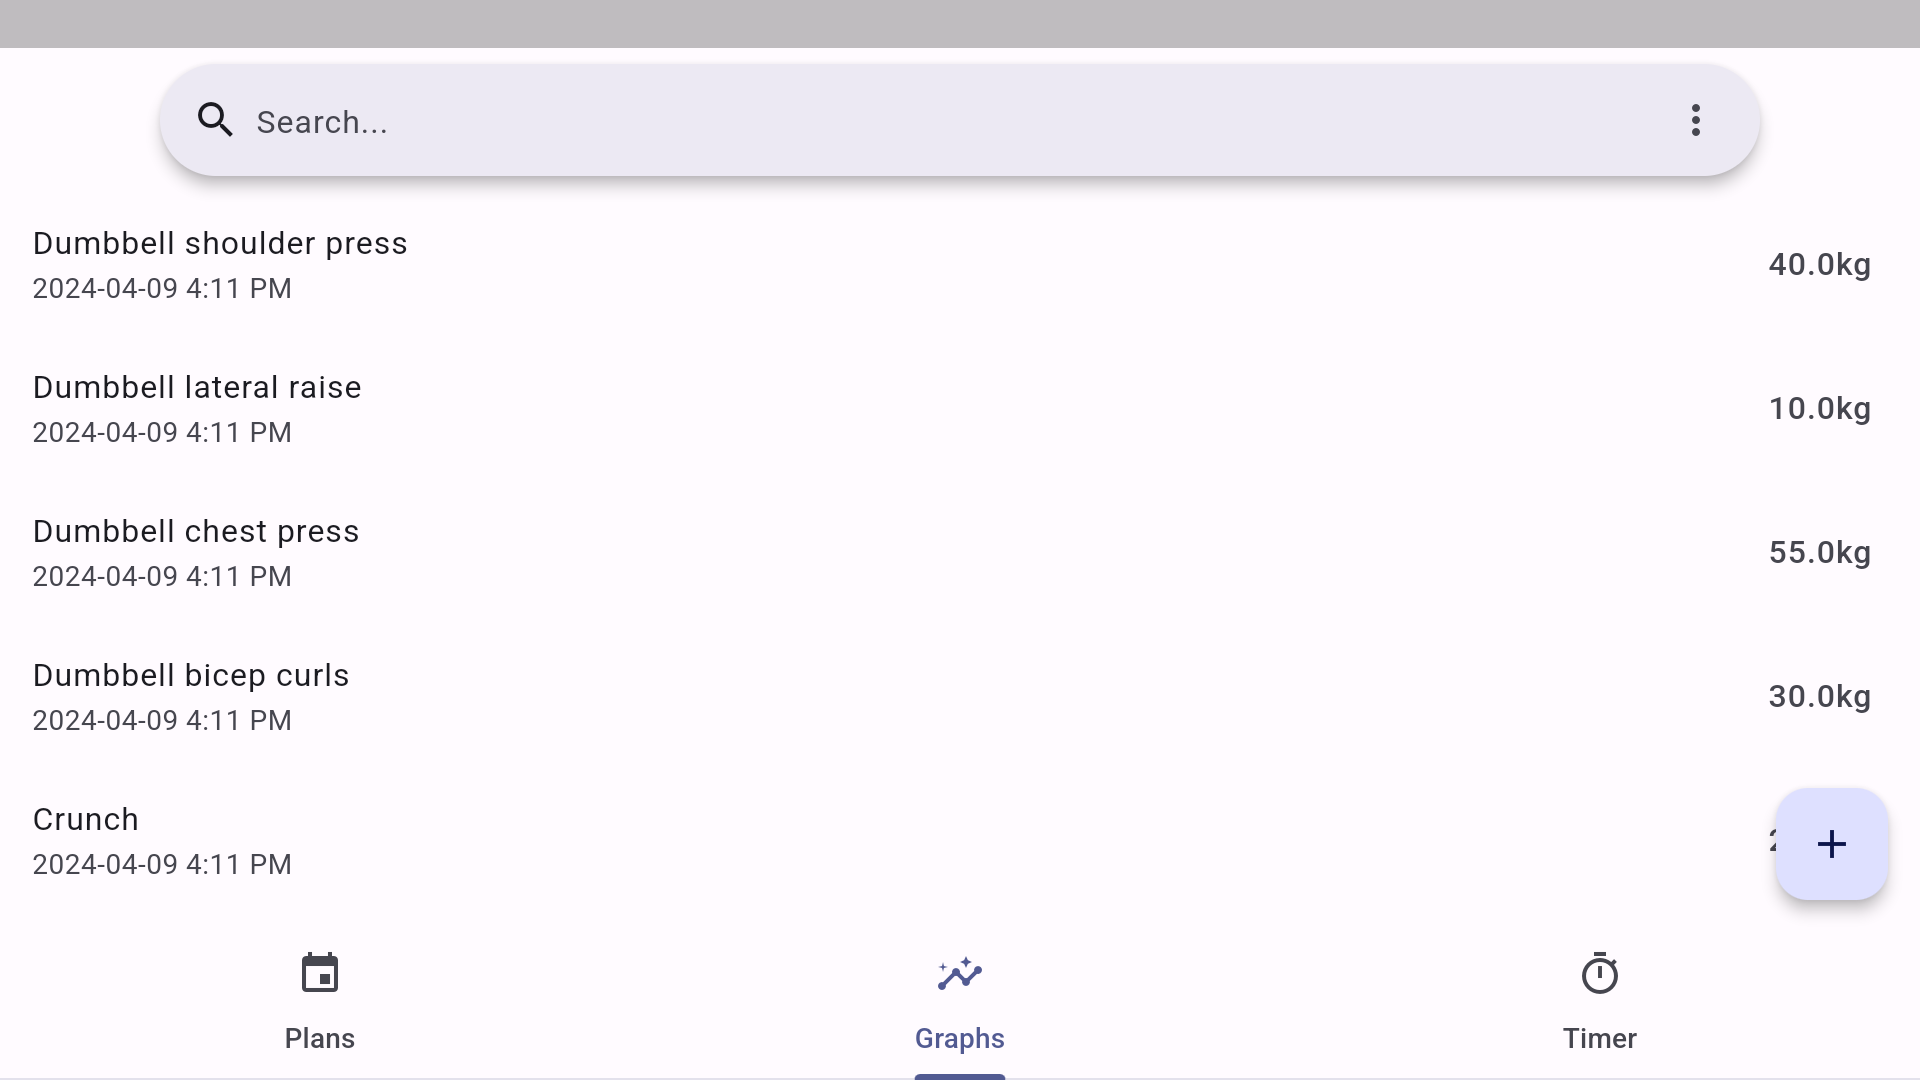 Search...
Dumbbell shoulder press
2024-04-09 4:11 PM
40.0kg
Dumbbell lateral raise
2024-04-09 4:11 PM
10.0kg
Dumbbell chest press
2024-04-09 4:11 PM
55.0kg
Dumbbell bicep curls
2024-04-09 4:11 PM
30.0kg
Crunch
2024-04-09 4:11 PM
Plans
Graphs
Timer